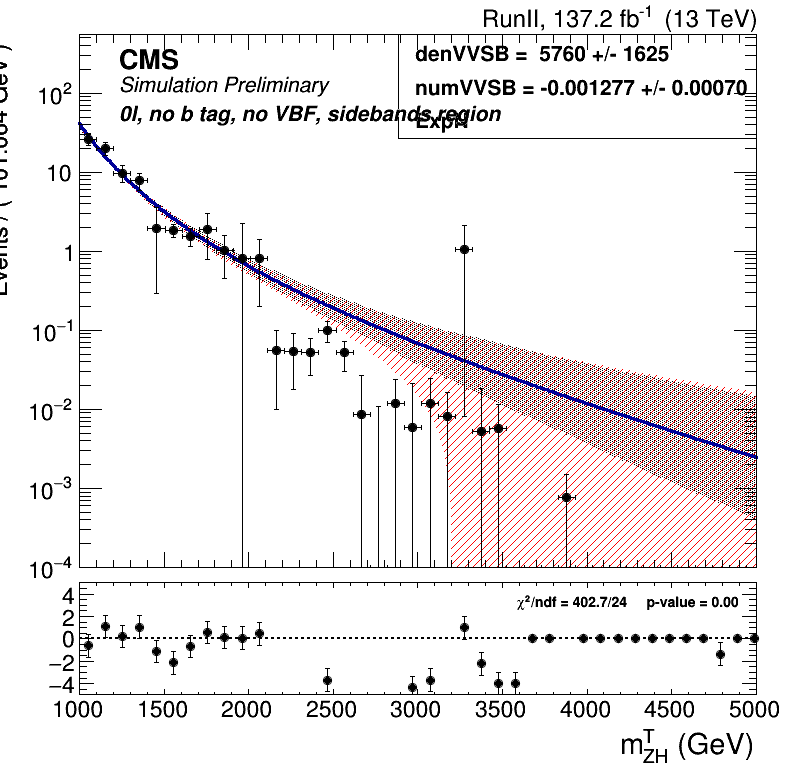 RunII, 137.2 fb⁻¹ (13 TeV)
CMS
Simulation Preliminary
0l, no b tag, no VBF, sidebands region
denVVSB = 5760 +/- 1625
numVVSB = -0.001277 +/- 0.00070
ExpN
Events / (
10²
10
1
10⁻¹
10⁻²
10⁻³
10⁻⁴
χ²/ndf = 402.7/24 p-value = 0.00
4
2
0
−2
−4
1000 1500 2000 2500 3000 3500 4000 4500 5000
m^T_ZH (GeV)